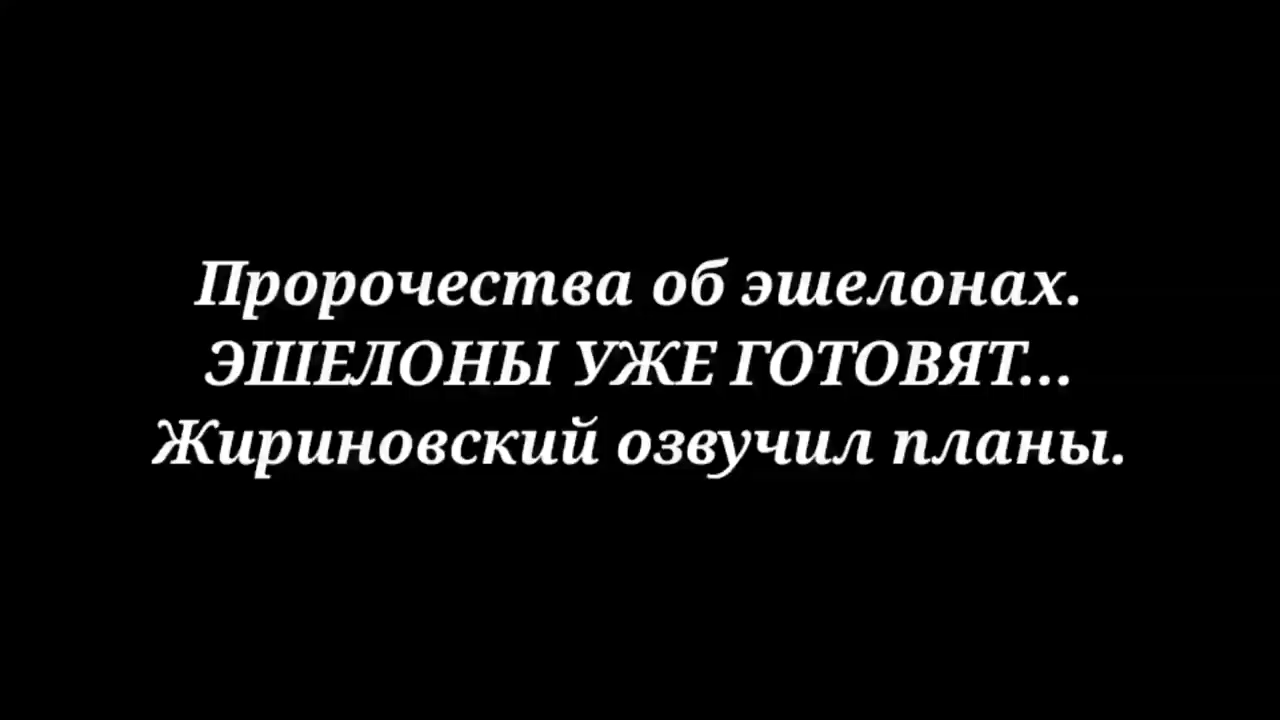 Пророчества об эшелонах.
ЭШЕЛОНЫ УЖЕ ГОТОВЯТ...
Жириновский озвучил планы.